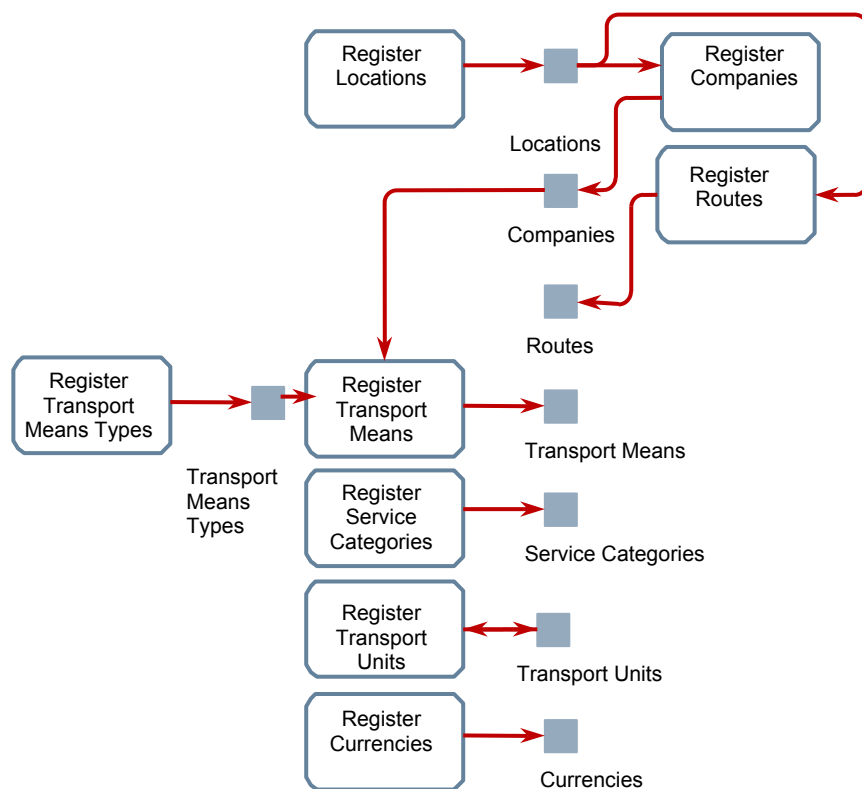 Register
Locations
Register
Companies
Locations
Register
Routes
Companies
Routes
Register
Transport
Means Types
Register
Transport
Means
Transport
Means
Types
Transport Means
Register
Service
Categories
Service Categories
Register
Transport
Units
Transport Units
Register
Currencies
Currencies